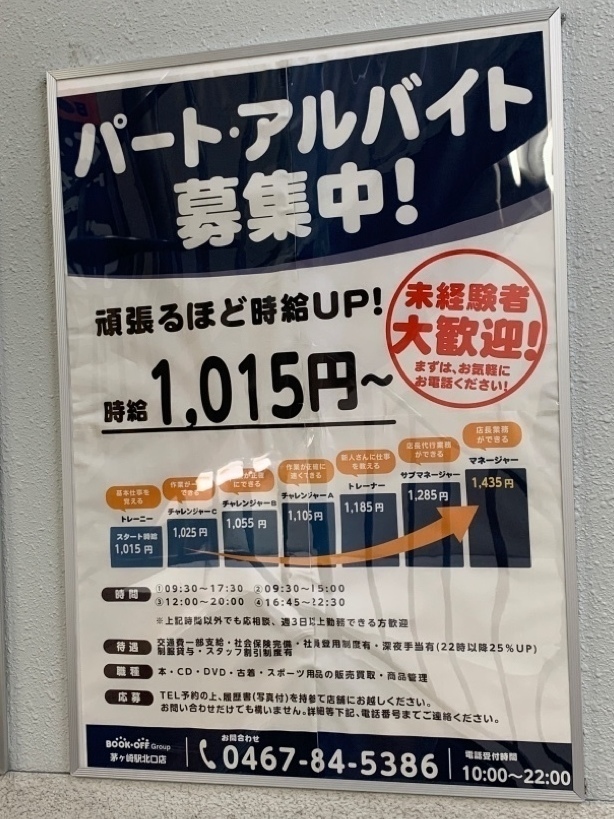 パート・アルバイト
募集中!
頑張るほど時給UP!
未経験者
大歓迎!
まずは、お気軽に
お電話ください!
時給1,015円~
基本仕事を
覚える
トレーニー
スタート時給
1,015円
作業が一
できる
チャレンジャーC
1,025円
が正確
にできる
チャレンジャーB
1,055円
作業が正確に
速くできる
チャレンジャーA
1,105円
新人さんに仕事
を教える
トレーナー
1,185円
店長代行業務
ができる
サブマネージャー
1,285円
店長業務
ができる
マネージャー
1,435円
時間 ①09:30~17:30 ②09:30~15:00
③12:00~20:00 ④16:45~22:30
※上記時間以外でも応相談、週3日以上勤務できる方歓迎
待遇 交通費一部支給・社会保険完備・社員登用制度有・深夜手当有(22時以降25%UP)
制服貸与・スタッフ割引制度有
職種 本・CD・DVD・古着・スポーツ用品の販売買取・商品管理
応募 TEL予約の上、履歴書(写真付)を持参て店舗にお越しください。
お問い合わせだけでも構いません。詳細等下記、電話番号までご連絡ください。
BOOK-OFF Group
茅ヶ崎駅北口店
お問合わせ
0467-84-5386
電話受付時間
10:00~22:00